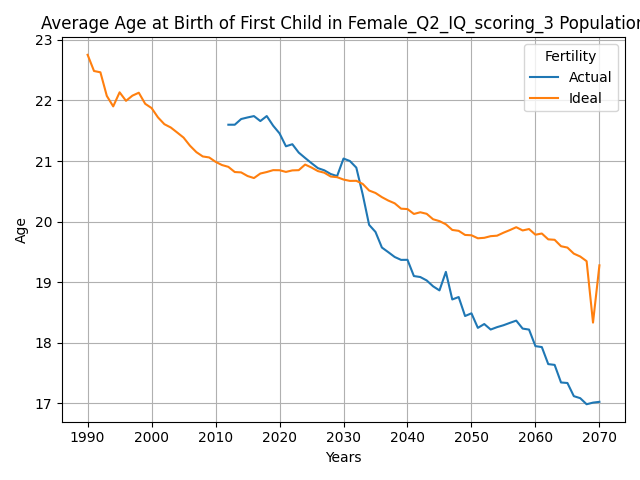 Average Age at Birth of First Child in Female_Q2_IQ_scoring_3 Population
Age
23
22
21
20
19
18
17
Fertility
Actual
Ideal
1990 2000 2010 2020 2030 2040 2050 2060 2070
Years